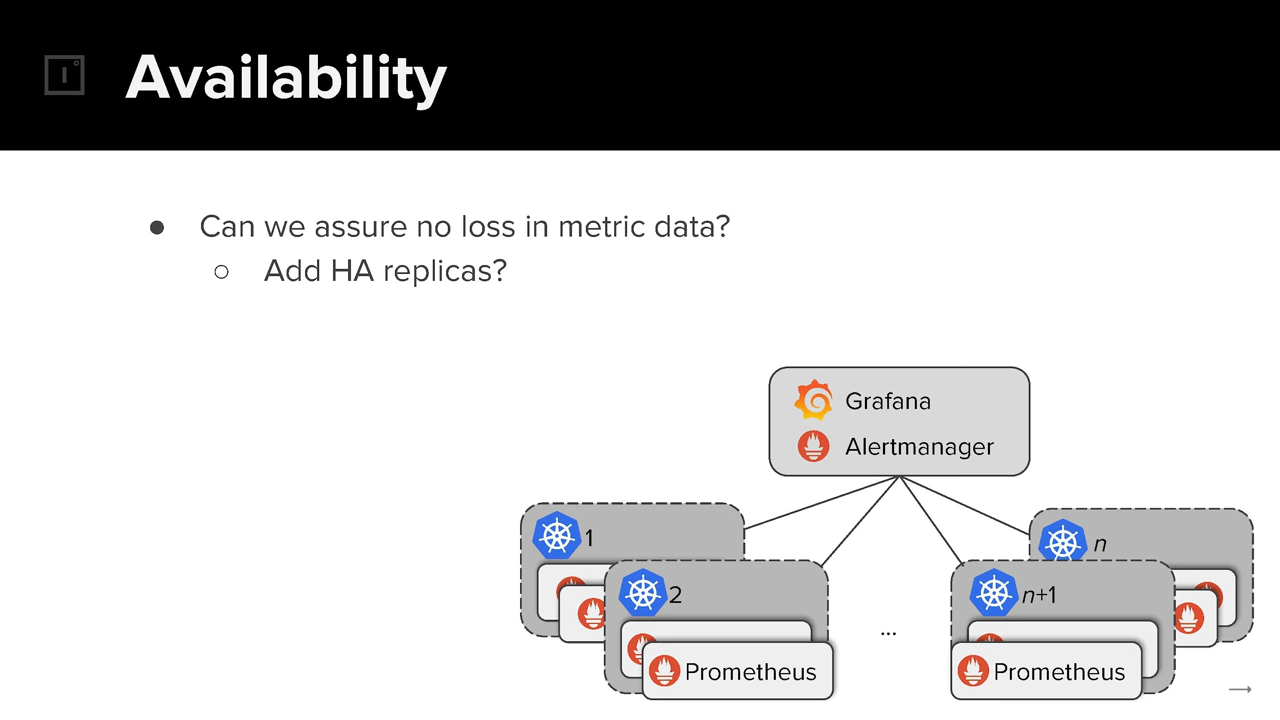 Availability
● Can we assure no loss in metric data?
○ Add HA replicas?
Grafana
Alertmanager
1
n
2
n+1
...
Prometheus
Prometheus